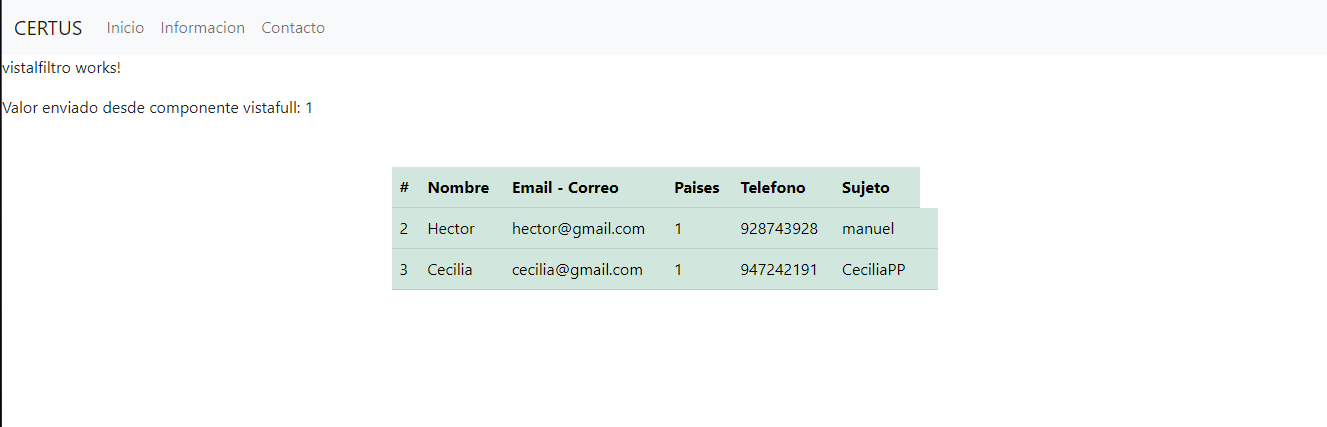 CERTUS Inicio Informacion Contacto
vistalfiltro works!
Valor enviado desde componente vistafull: 1
# Nombre Email - Correo Paises Telefono Sujeto
2 Hector hector@gmail.com 1 928743928 manuel
3 Cecilia cecilia@gmail.com 1 947242191 CeciliaPP